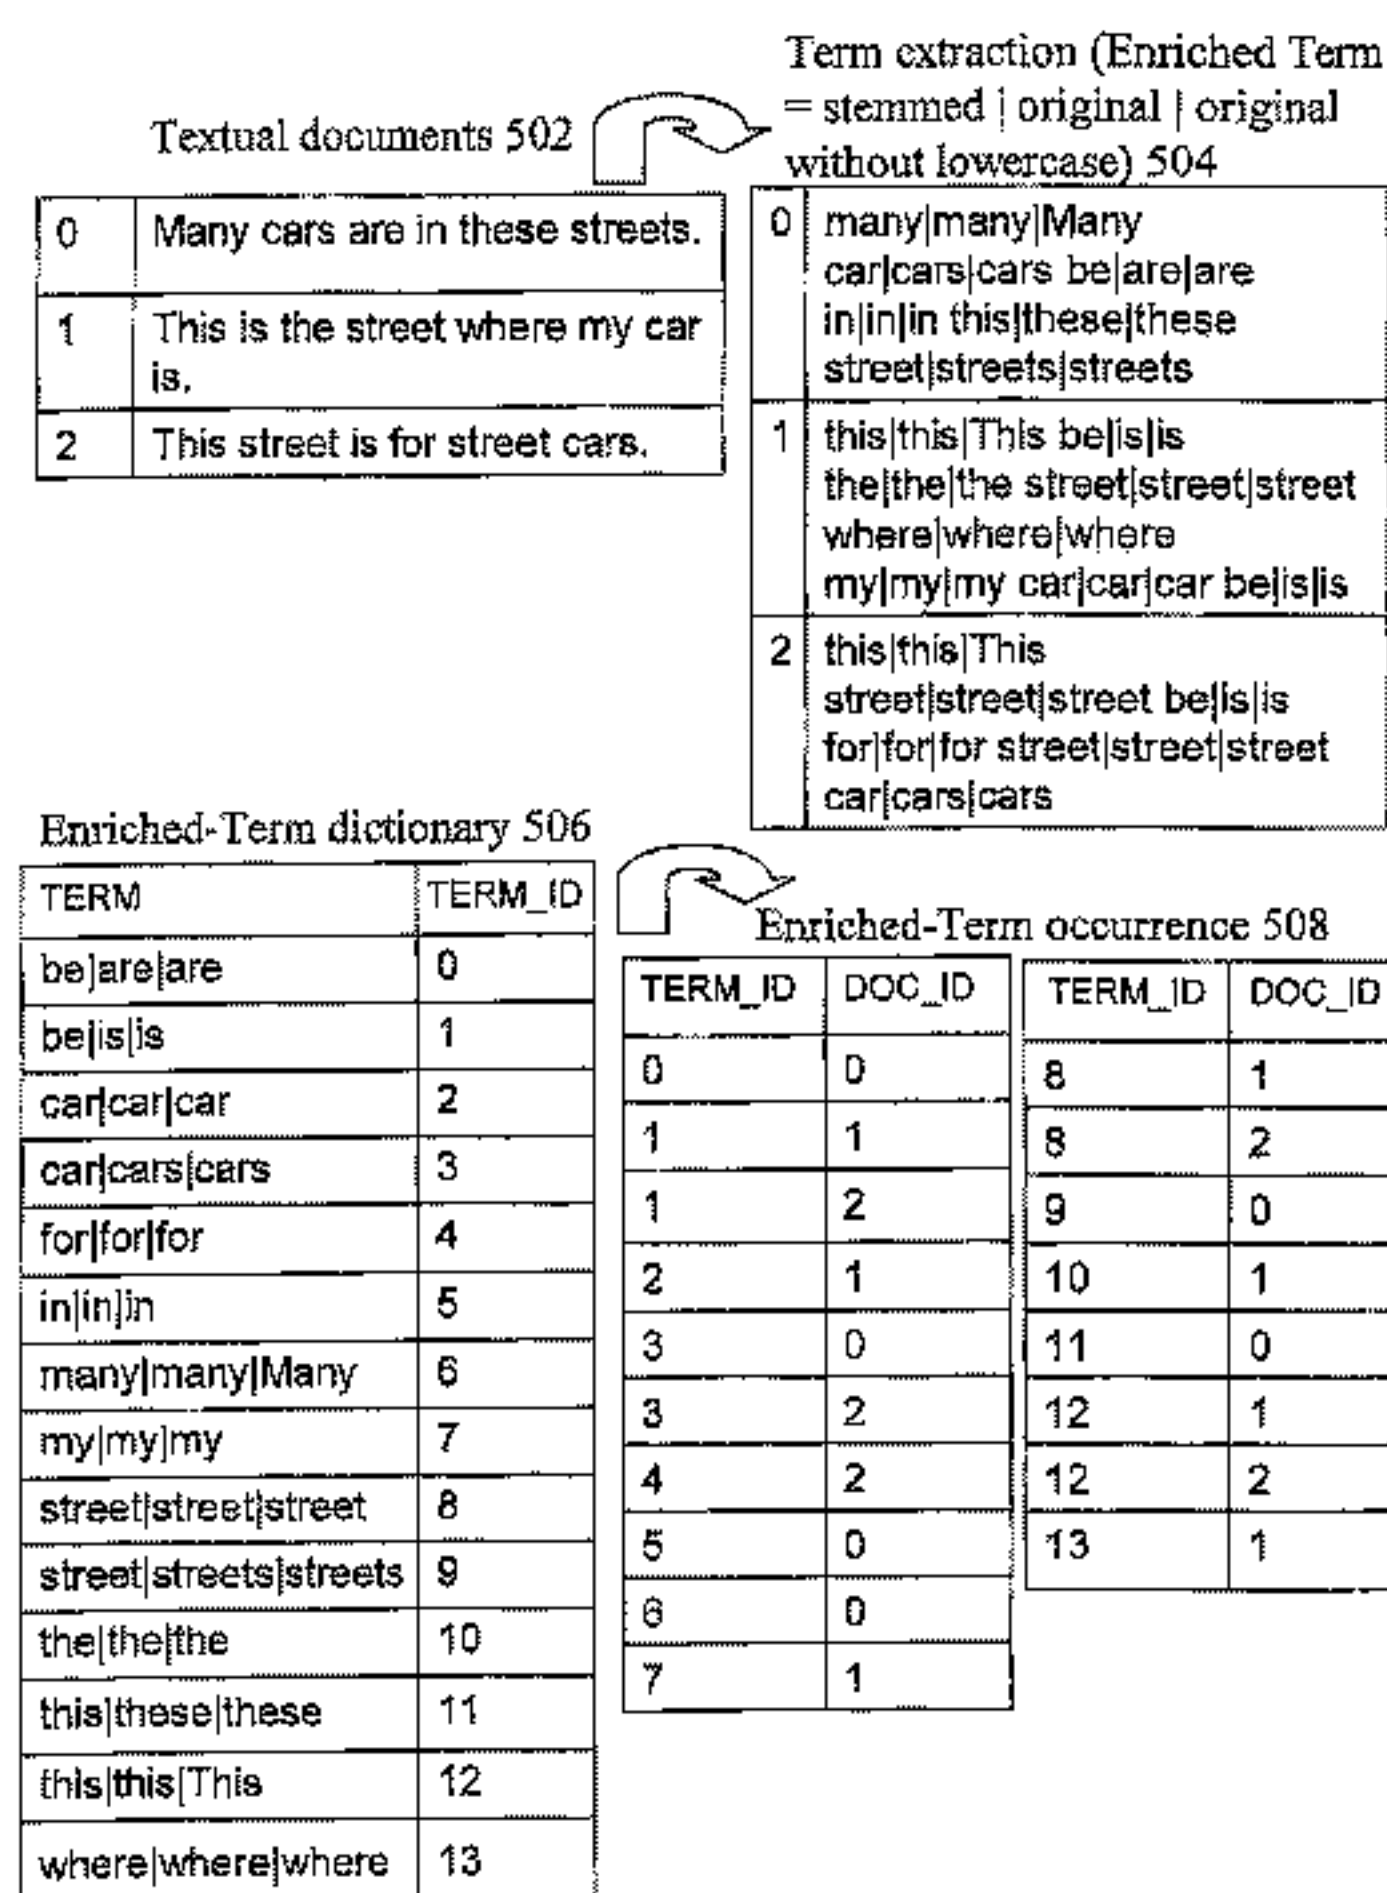 Textual documents 502
0 Many cars are in these streets.
1 This is the street where my car
is.
2 This street is for street cars.
Term extraction (Enriched Term
= stemmed | original | original
without lowercase) 504
0 many|many|Many
car|cars|cars be|are|are
in|in|in this|these|these
street|streets|streets
1 this|this|This be|is|is
the|the|the street|street|street
where|where|where
my|my|my car|car|car be|is|is
2 this|this|This
street|street|street be|is|is
for|for|for street|street|street
car|cars|cars
Enriched-Term dictionary 506
TERM TERM_ID
be|are|are 0
be|is|is 1
car|car|car 2
car|cars|cars 3
for|for|for 4
in|in|in 5
many|many|Many 6
my|my|my 7
street|street|street 8
street|streets|streets 9
the|the|the 10
this|these|these 11
this|this|This 12
where|where|where 13
Enriched-Term occurrence 508
TERM_ID DOC_ID
0 0
1 1
1 2
2 1
3 0
3 2
4 2
5 0
6 0
7 1
TERM_ID DOC_ID
8 1
8 2
9 0
10 1
11 0
12 1
12 2
13 1